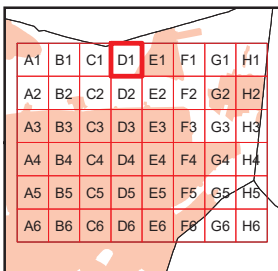 A1 B1 C1 D1 E1 F1 G1 H1
A2 B2 C2 D2 E2 F2 G2 H2
A3 B3 C3 D3 E3 F3 G3 H3
A4 B4 C4 D4 E4 F4 G4 H4
A5 B5 C5 D5 E5 F5 G5 H5
A6 B6 C6 D6 E6 F6 G6 H6